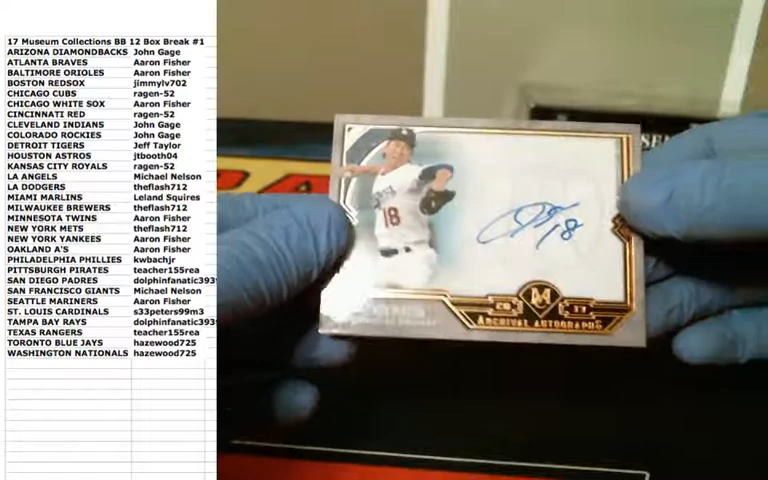 17 Museum Collections BB 12 Box Break #1
ARIZONA DIAMONDBACKS John Gage
ATLANTA BRAVES Aaron Fisher
BALTIMORE ORIOLES Aaron Fisher
BOSTON REDSOX jimmylv702
CHICAGO CUBS ragen-52
CHICAGO WHITE SOX Aaron Fisher
CINCINNATI RED ragen-52
CLEVELAND INDIANS John Gage
COLORADO ROCKIES John Gage
DETROIT TIGERS Jeff Taylor
HOUSTON ASTROS jtbooth04
KANSAS CITY ROYALS ragen-52
LA ANGELS Michael Nelson
LA DODGERS theflash712
MIAMI MARLINS Leland Squires
MILWAUKEE BREWERS theflash712
MINNESOTA TWINS Aaron Fisher
NEW YORK METS theflash712
NEW YORK YANKEES Aaron Fisher
OAKLAND A'S Aaron Fisher
PHILADELPHIA PHILLIES kwbachjr
PITTSBURGH PIRATES teacher155rea
SAN DIEGO PADRES dolphinfanatic393
SAN FRANCISCO GIANTS Michael Nelson
SEATTLE MARINERS Aaron Fisher
ST. LOUIS CARDINALS s33peters99m3
TAMPA BAY RAYS dolphinfanatic393
TEXAS RANGERS teacher155rea
TORONTO BLUE JAYS hazewood725
WASHINGTON NATIONALS hazewood725
18
18
M
17
ARCHIVAL AUTOGRAPHS